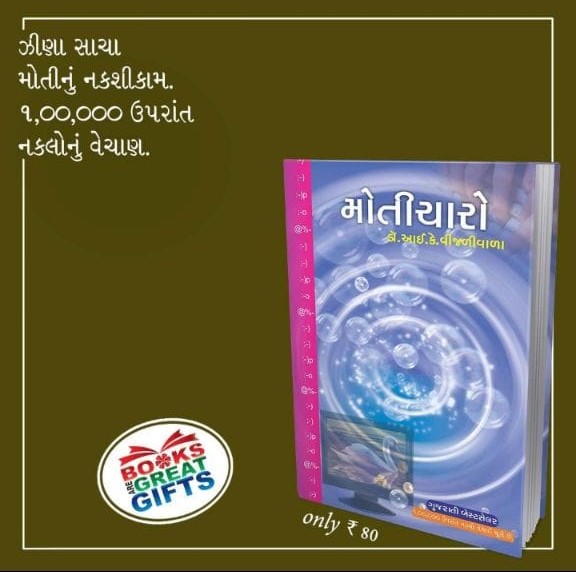 ઝીણા સાચા
મોતીનું નકશીકામ.
૧,૦૦,૦૦૦ ઉપરાંત
નકલોનું વેચાણ.
મોતીચારો
ડૉ.આઈ.કે.વીજળીવાળા
ગુજરાતી બેસ્ટસેલર
BOOKS
ARE GREAT
GIFTS
only ₹ 80